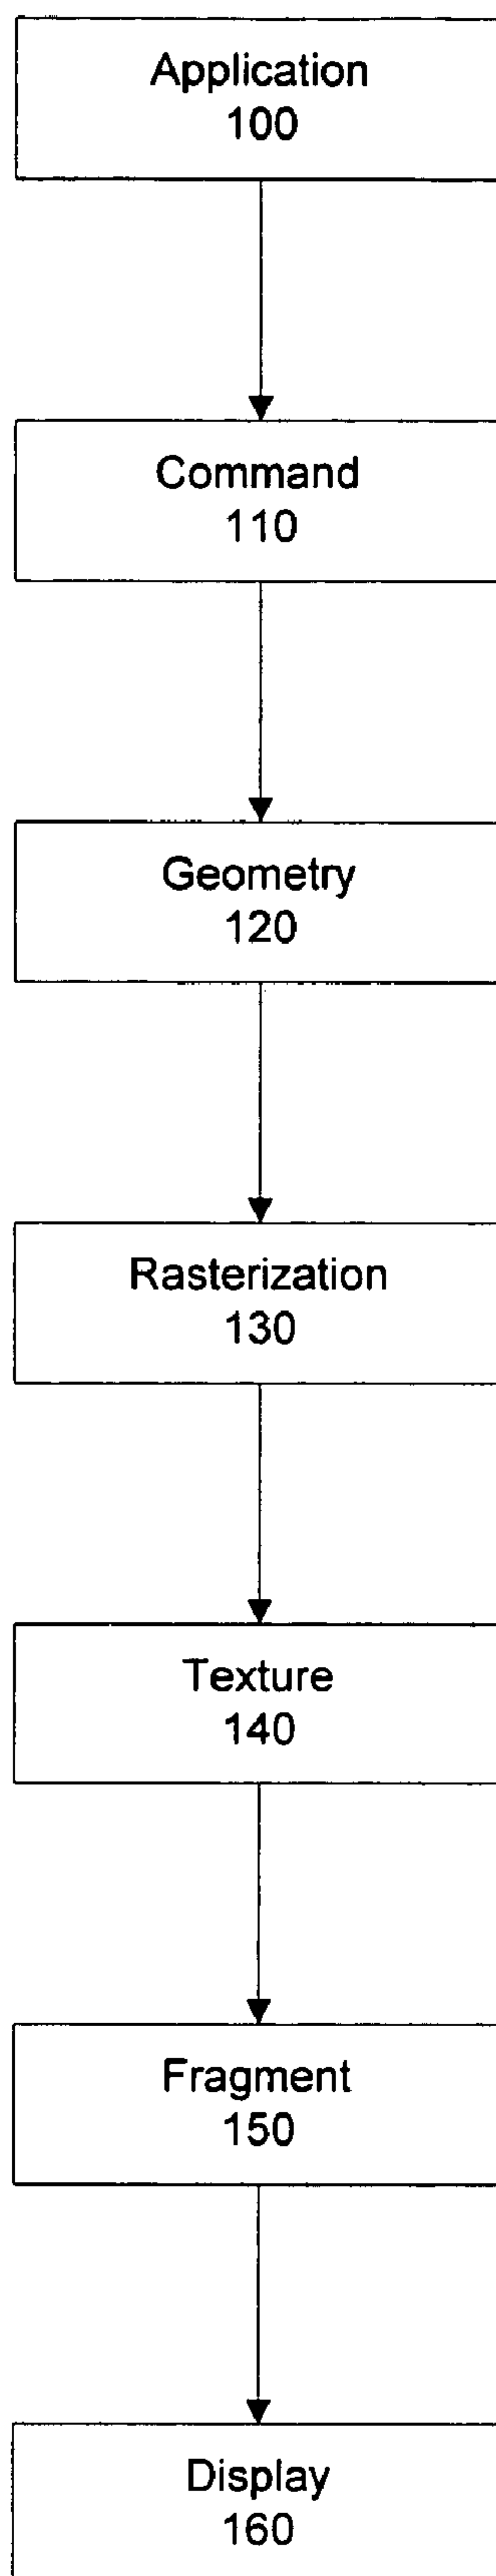 Application
100
Command
110
Geometry
120
Rasterization
130
Texture
140
Fragment
150
Display
160